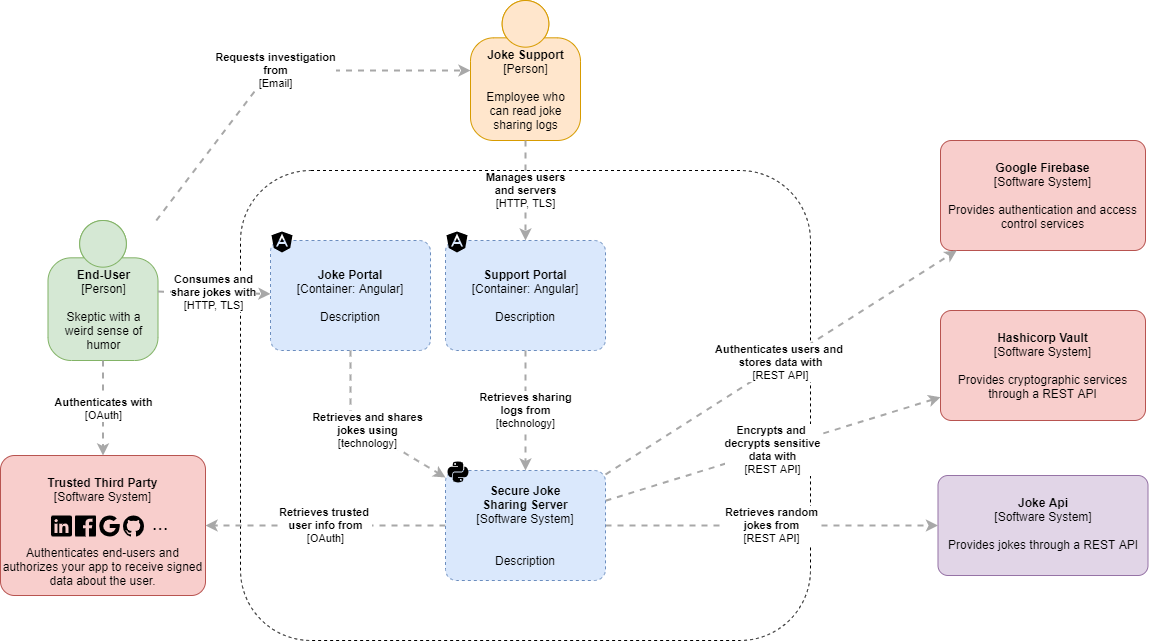 Joke Support
[Person]
Employee who
can read joke
sharing logs
Requests investigation
from
[Email]
Manages users
and servers
[HTTP, TLS]
Google Firebase
[Software System]
Provides authentication and access
control services
End-User
[Person]
Skeptic with a
weird sense of
humor
Consumes and
share jokes with
[HTTP, TLS]
Joke Portal
[Container: Angular]
Description
Support Portal
[Container: Angular]
Description
Hashicorp Vault
[Software System]
Provides cryptographic services
through a REST API
Authenticates users and
stores data with
[REST API]
Authenticates with
[OAuth]
Retrieves and shares
jokes using
[technology]
Retrieves sharing
logs from
[technology]
Encrypts and
decrypts sensitive
data with
[REST API]
Trusted Third Party
[Software System]
...
Authenticates end-users and
authorizes your app to receive signed
data about the user.
Retrieves trusted
user info from
[OAuth]
Secure Joke
Sharing Server
[Software System]
Description
Retrieves random
jokes from
[REST API]
Joke Api
[Software System]
Provides jokes through a REST API